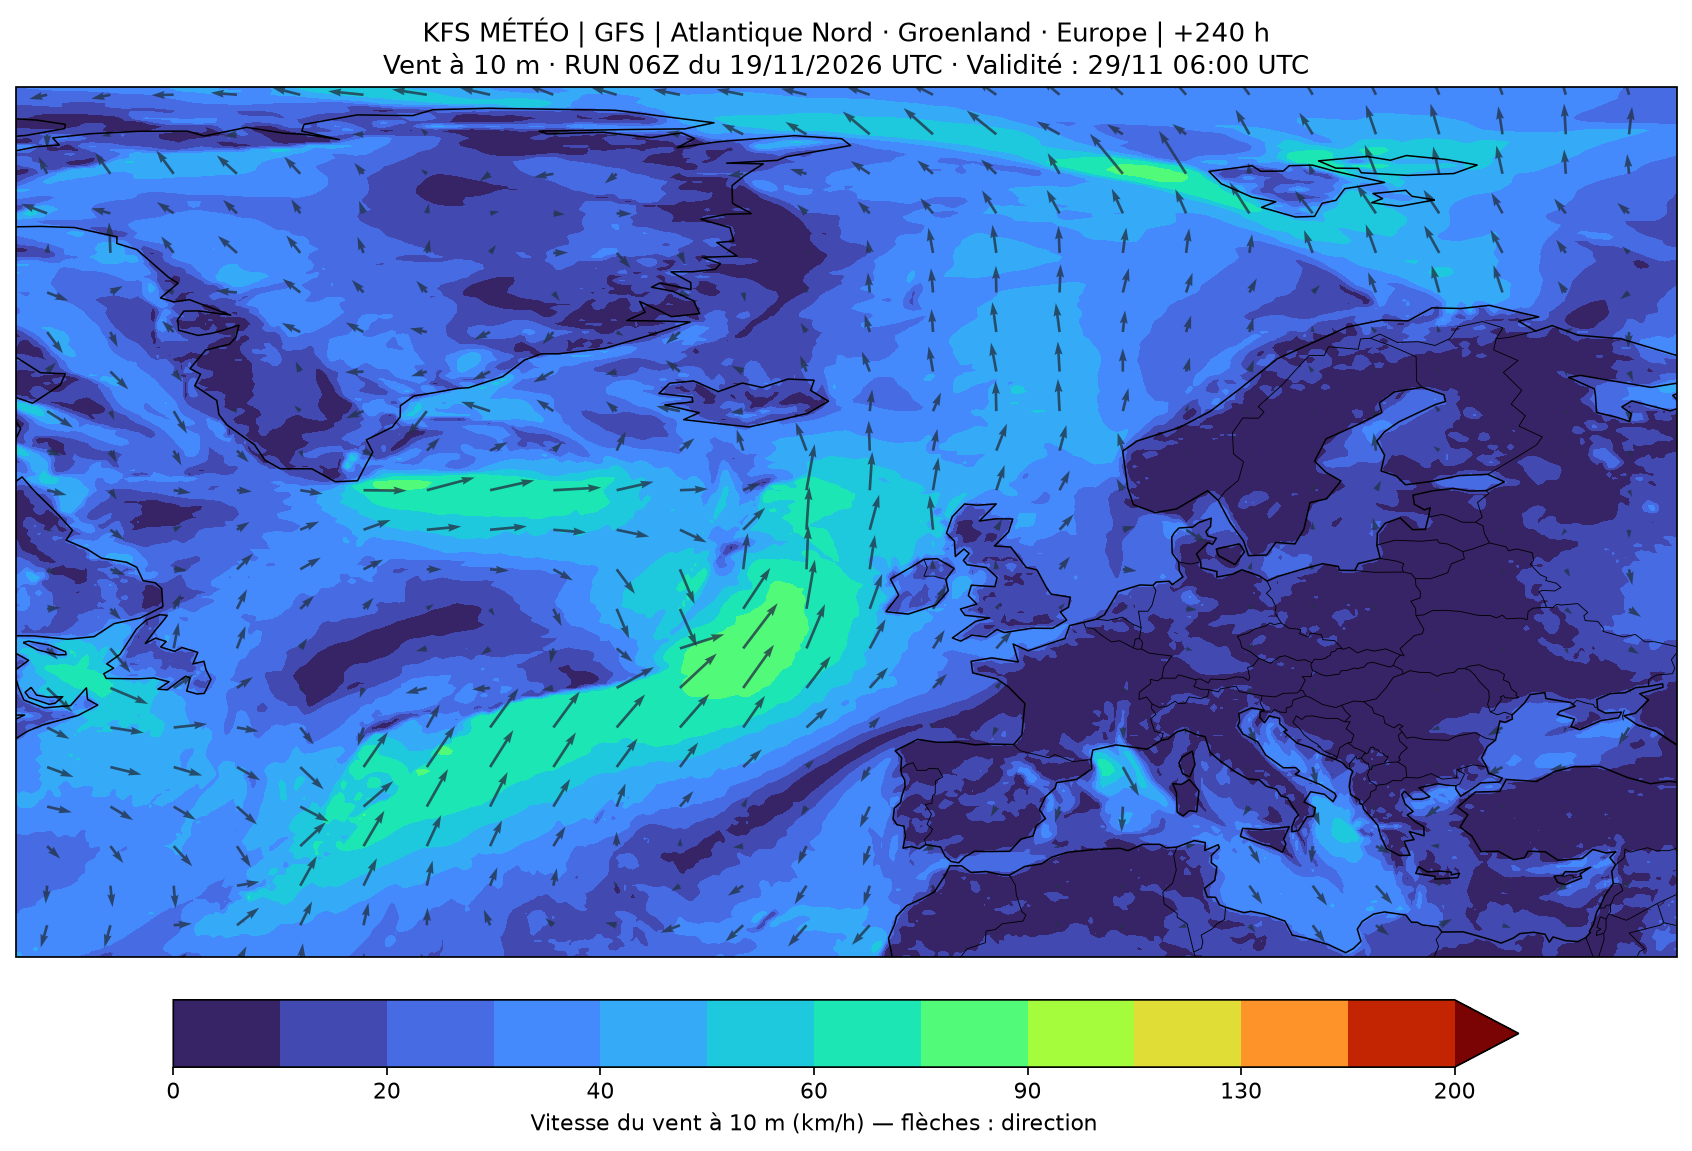 KFS MÉTÉO | GFS | Atlantique Nord · Groenland · Europe | +240 h
Vent à 10 m · RUN 06Z du 19/11/2026 UTC · Validité : 29/11 06:00 UTC
0 20 40 60 90 130 200
Vitesse du vent à 10 m (km/h) — flèches : direction